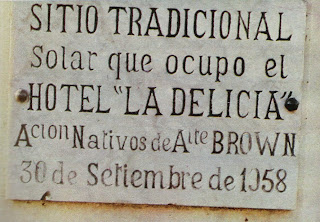 SITIO TRADICIONAL
Solar que ocupo el
HOTEL "LA DELICIA"
Acion Nativos de Alte BROWN
30 de Setiembre de 1958